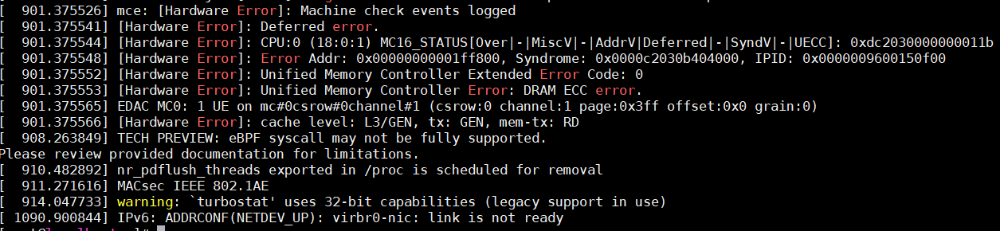 [  901.375526] mce: [Hardware Error]: Machine check events logged
[  901.375541] [Hardware Error]: Deferred error.
[  901.375544] [Hardware Error]: CPU:0 (18:0:1) MC16_STATUS[Over|-|MiscV|-|AddrV|Deferred|-|SyndV|-|UECC]: 0xdc2030000000011b
[  901.375548] [Hardware Error]: Error Addr: 0x00000000001ff800, Syndrome: 0x0000c2030b404000, IPID: 0x0000009600150f00
[  901.375552] [Hardware Error]: Unified Memory Controller Extended Error Code: 0
[  901.375553] [Hardware Error]: Unified Memory Controller Error: DRAM ECC error.
[  901.375565] EDAC MC0: 1 UE on mc#0csrow#0channel#1 (csrow:0 channel:1 page:0x3ff offset:0x0 grain:0)
[  901.375566] [Hardware Error]: cache level: L3/GEN, tx: GEN, mem-tx: RD
[  908.263849] TECH PREVIEW: eBPF syscall may not be fully supported.
Please review provided documentation for limitations.
[  910.482892] nr_pdflush_threads exported in /proc is scheduled for removal
[  911.271616] MACsec IEEE 802.1AE
[  914.047733] warning: `turbostat' uses 32-bit capabilities (legacy support in use)
[ 1090.900844] IPv6: ADDRCONF(NETDEV_UP): virbr0-nic: link is not ready